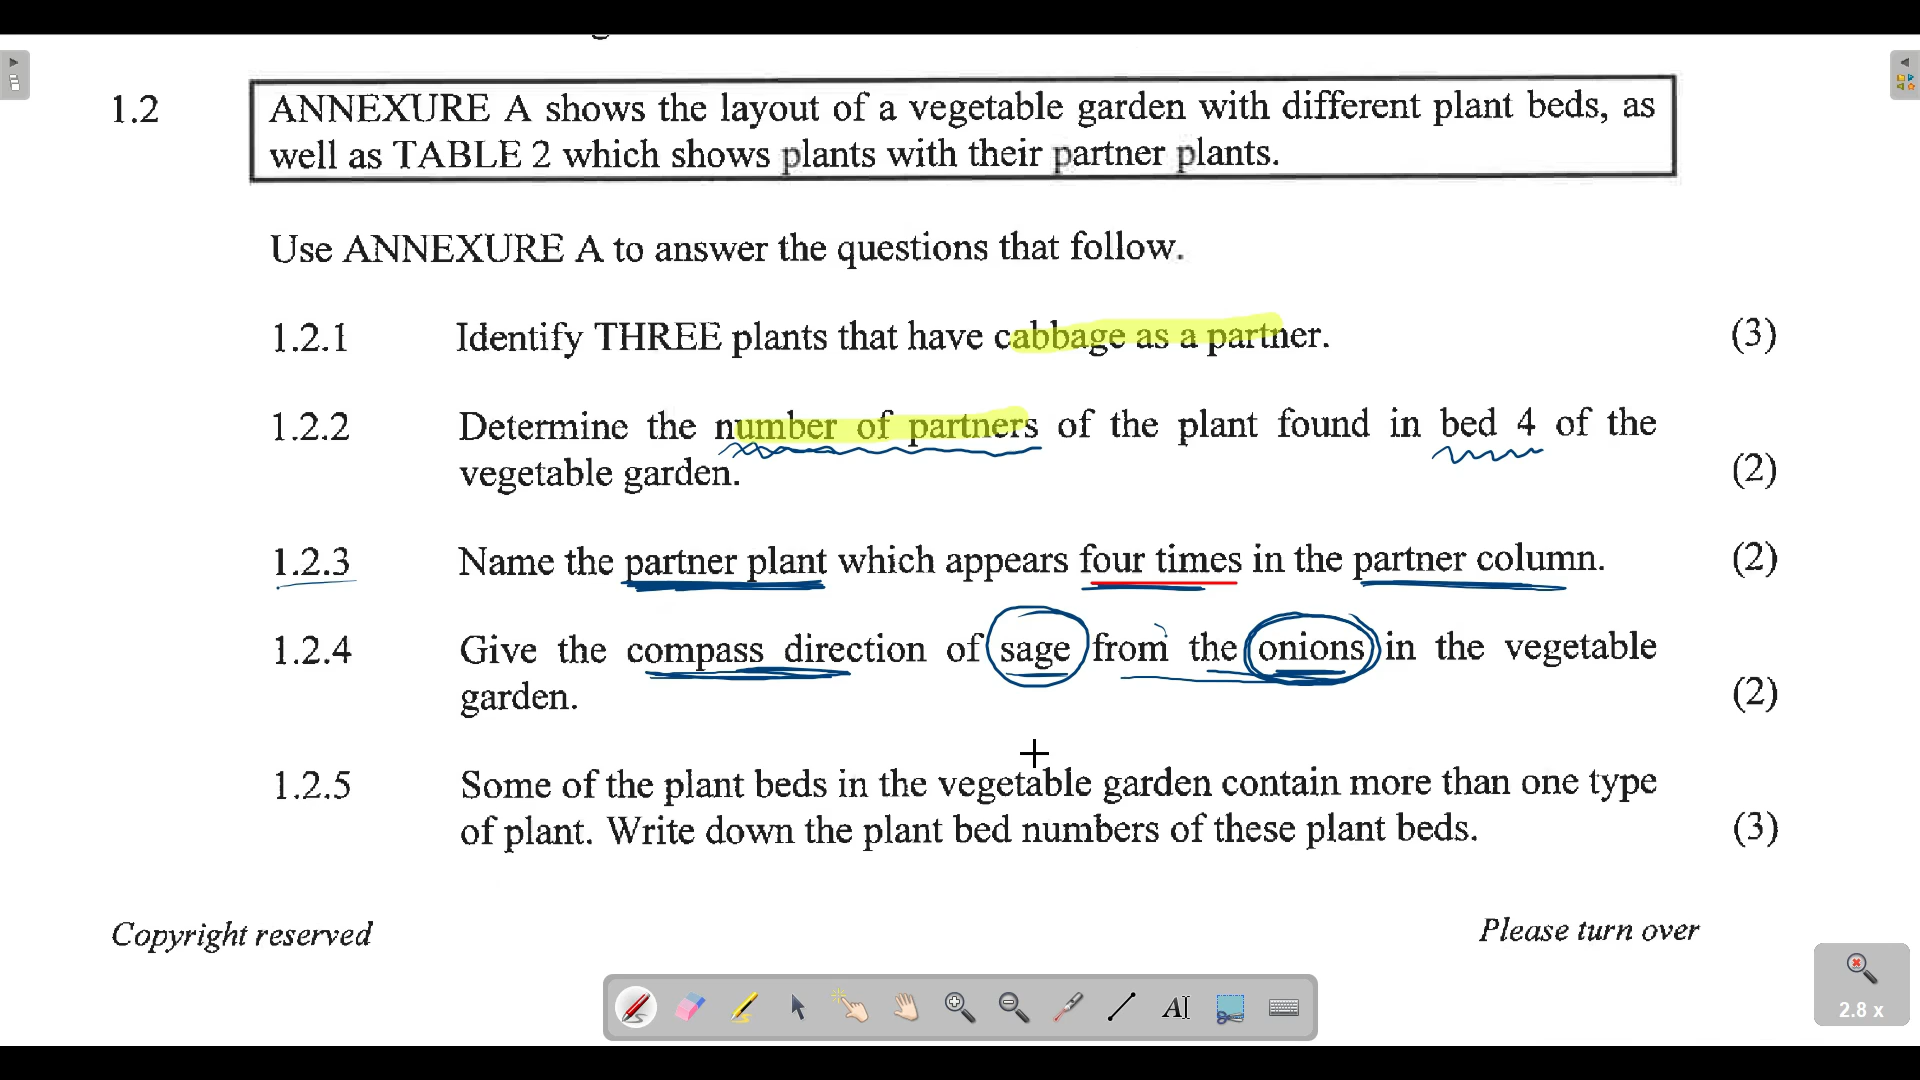 1.2 ANNEXURE A shows the layout of a vegetable garden with different plant beds, as
well as TABLE 2 which shows plants with their partner plants.
Use ANNEXURE A to answer the questions that follow.
1.2.1 Identify THREE plants that have cabbage as a partner. (3)
1.2.2 Determine the number of partners of the plant found in bed 4 of the
vegetable garden. (2)
1.2.3 Name the partner plant which appears four times in the partner column. (2)
1.2.4 Give the compass direction of sage from the onions in the vegetable
garden. (2)
1.2.5 Some of the plant beds in the vegetable garden contain more than one type
of plant. Write down the plant bed numbers of these plant beds. (3)
Copyright reserved Please turn over
2.8 x